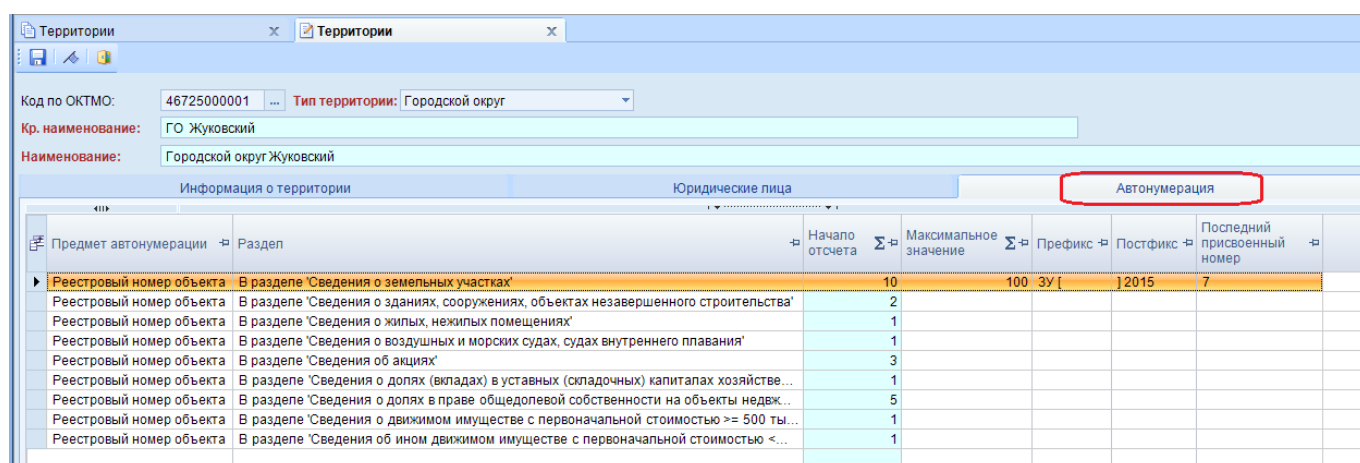 Территории Территории
Код по ОКТМО: 46725000001 ... Тип территории: Городской округ
Кр. наименование: ГО Жуковский
Наименование: Городской округ Жуковский
Информация о территории Юридические лица Автонумерация
Предмет автонумерации Раздел Начало отсчета Σ Максимальное значение Σ Префикс Постфикс Последний присвоенный номер
Реестровый номер объекта В разделе 'Сведения о земельных участках' 10 100 ЗУ [ ] 2015 7
Реестровый номер объекта В разделе 'Сведения о зданиях, сооружениях, объектах незавершенного строительства' 2
Реестровый номер объекта В разделе 'Сведения о жилых, нежилых помещениях' 1
Реестровый номер объекта В разделе 'Сведения о воздушных и морских судах, судах внутреннего плавания' 1
Реестровый номер объекта В разделе 'Сведения об акциях' 3
Реестровый номер объекта В разделе 'Сведения о долях (вкладах) в уставных (складочных) капиталах хозяйстве... 1
Реестровый номер объекта В разделе 'Сведения о долях в праве общедолевой собственности на объекты недвж... 5
Реестровый номер объекта В разделе 'Сведения о движимом имуществе с первоначальной стоимостью >= 500 ты... 1
Реестровый номер объекта В разделе 'Сведения об ином движимом имуществе с первоначальной стоимостью <... 1